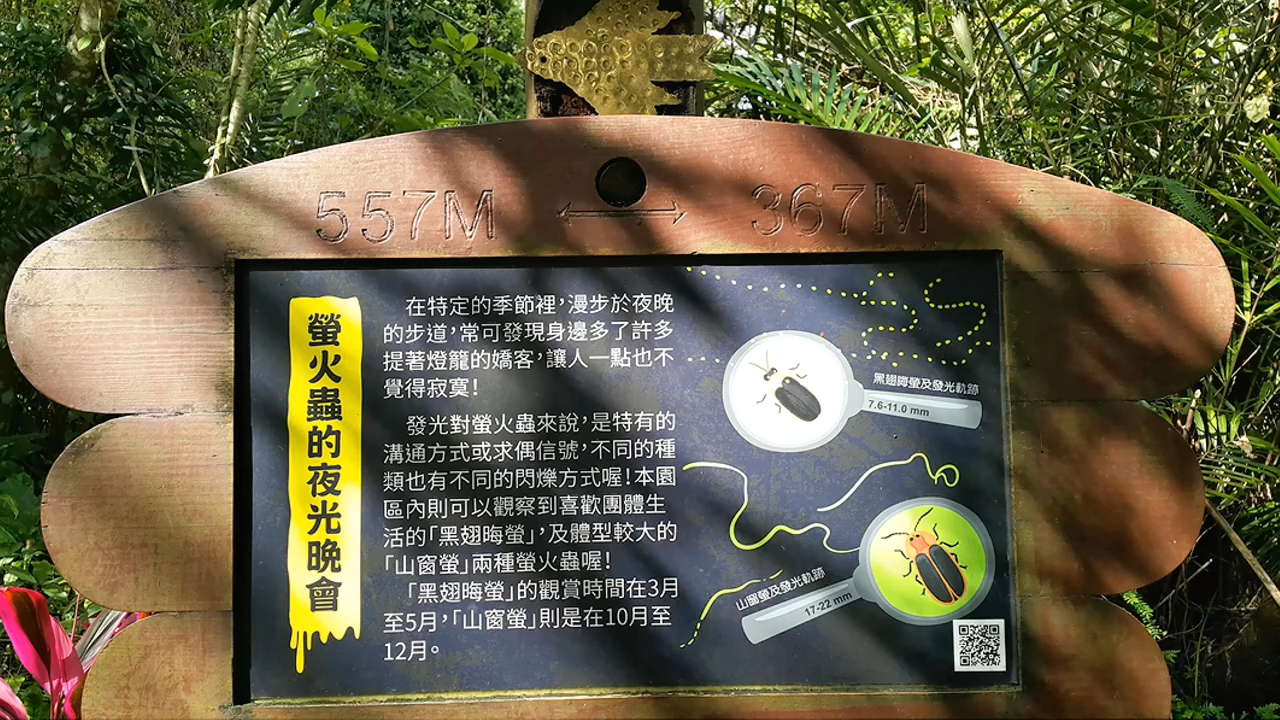 557M
367M
螢火蟲的夜光晚會
在特定的季節裡，漫步於夜晚
的步道，常可發現身邊多了許多
提著燈籠的嬌客，讓人一點也不
覺得寂寞！
發光對螢火蟲來說，是特有的
溝通方式或求偶信號，不同的種
類也有不同的閃爍方式喔！本園
區內則可以觀察到喜歡團體生
活的「黑翅晦螢」，及體型較大的
「山窗螢」兩種螢火蟲喔！
「黑翅晦螢」的觀賞時間在3月
至5月，「山窗螢」則是在10月至
12月。
黑翅晦螢及發光軌跡
7.6-11.0 mm
山窗螢及發光軌跡
17-22 mm